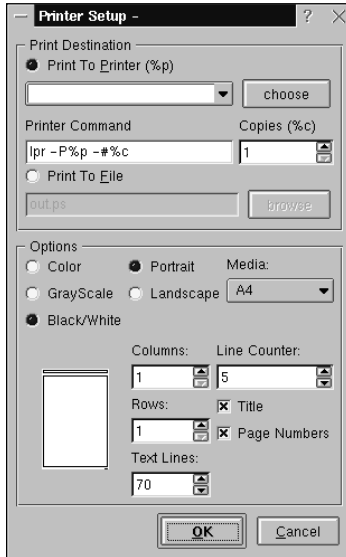 Printer Setup -
Print Destination
Print To Printer (%p)
choose
Printer Command
Copies (%c)
lpr -P%p -#%c
1
Print To File
out.ps
browse
Options
Color
Portrait
Media:
GrayScale
Landscape
A4
Black/White
Columns:
Line Counter:
1
5
Rows:
Title
1
Page Numbers
Text Lines:
70
OK
Cancel